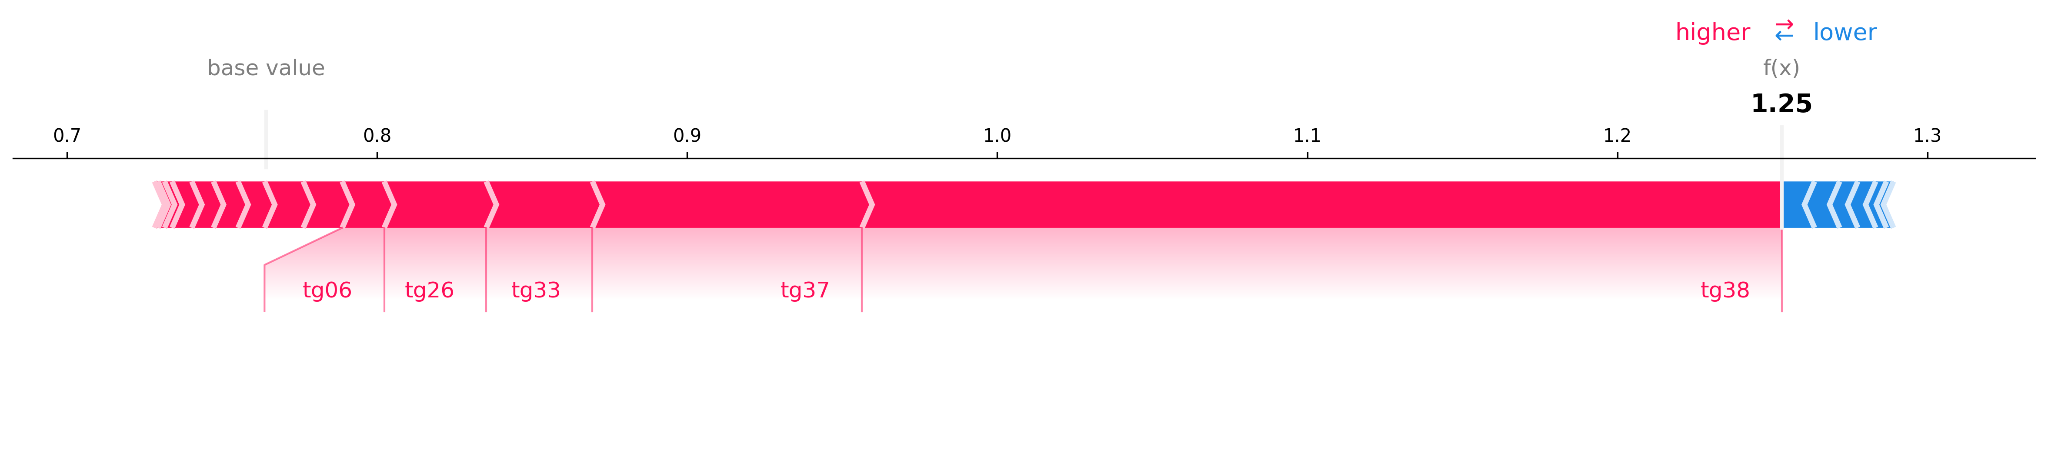 higher ⇄ lower
base value f(x)
1.25
0.7 0.8 0.9 1.0 1.1 1.2 1.3
tg06 tg26 tg33 tg37 tg38